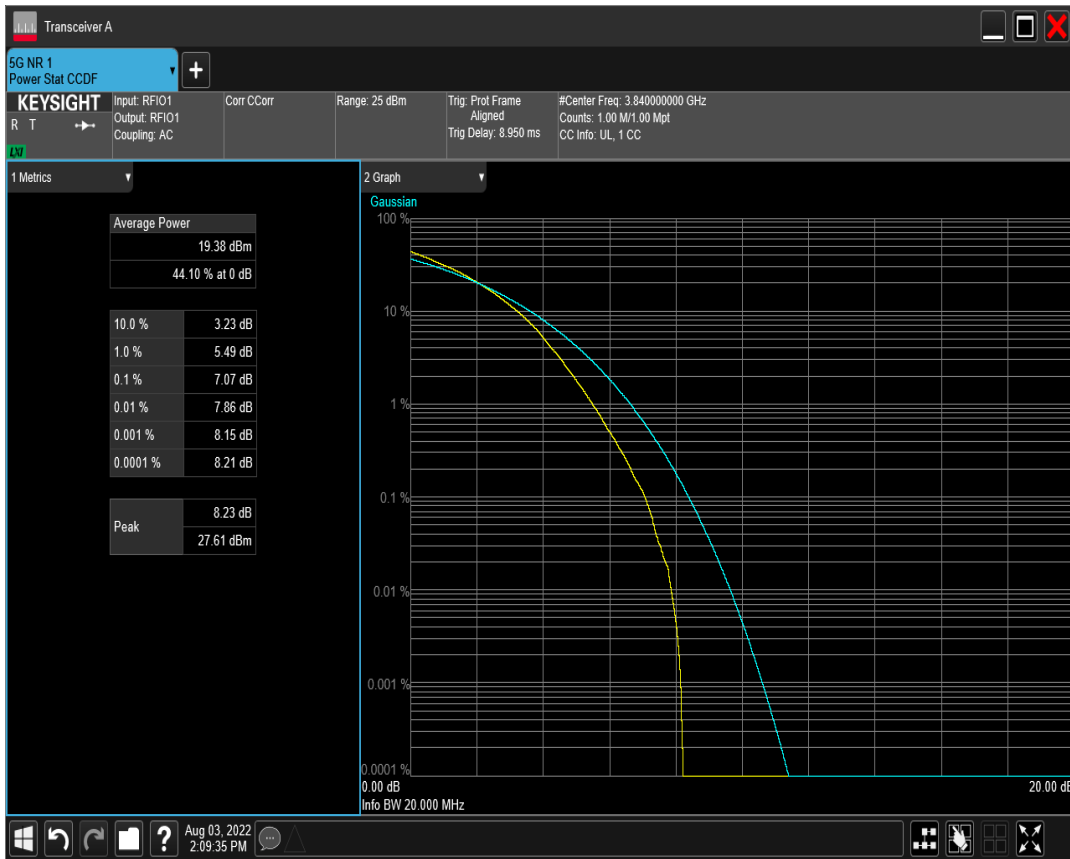 Transceiver A
5G NR 1
Power Stat CCDF
+
KEYSIGHT
R T
LXI
Input: RFIO1
Output: RFIO1
Coupling: AC
Corr CCorr
Range: 25 dBm
Trig: Prot Frame
Aligned
Trig Delay: 8.950 ms
#Center Freq: 3.840000000 GHz
Counts: 1.00 M/1.00 Mpt
CC Info: UL, 1 CC
1 Metrics
Average Power
19.38 dBm
44.10 % at 0 dB
10.0 % 3.23 dB
1.0 % 5.49 dB
0.1 % 7.07 dB
0.01 % 7.86 dB
0.001 % 8.15 dB
0.0001 % 8.21 dB
Peak
8.23 dB
27.61 dBm
2 Graph
Gaussian
100 %
10 %
1 %
0.1 %
0.01 %
0.001 %
0.0001 %
0.00 dB 20.00 dB
Info BW 20.000 MHz
?
Aug 03, 2022
2:09:35 PM